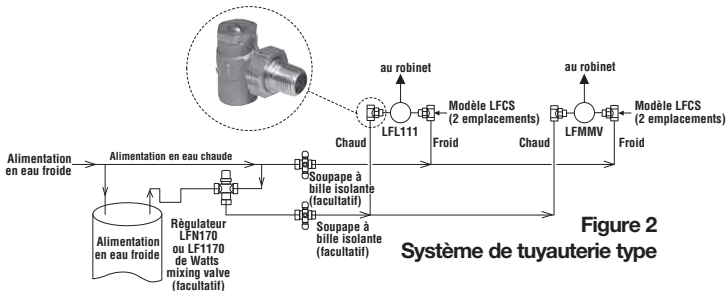 au robinet
au robinet
Modèle LFCS
(2 emplacements)
Modèle LFCS
(2 emplacements)
LFL111
LFMMV
Chaud
Froid
Chaud
Froid
Alimentation
en eau froide
Alimentation en eau chaude
Soupape à
bille isolante
(facultatif)
Soupape à
bille isolante
(facultatif)
Alimentation
en eau froide
Règulateur
LFN170
ou LF1170
de Watts
mixing valve
(facultatif)
Figure 2
Système de tuyauterie type